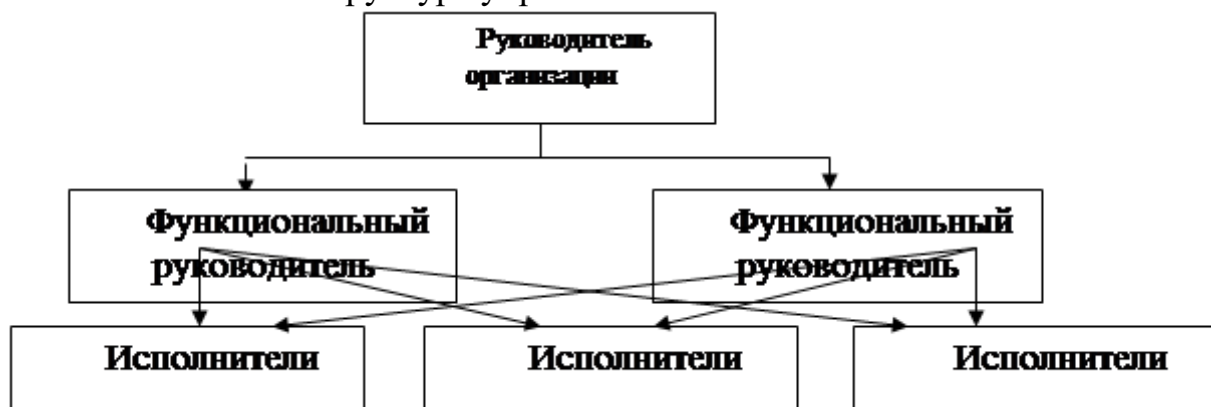 Руководитель
организации
Функциональный
руководитель
Функциональный
руководитель
Исполнители
Исполнители
Исполнители